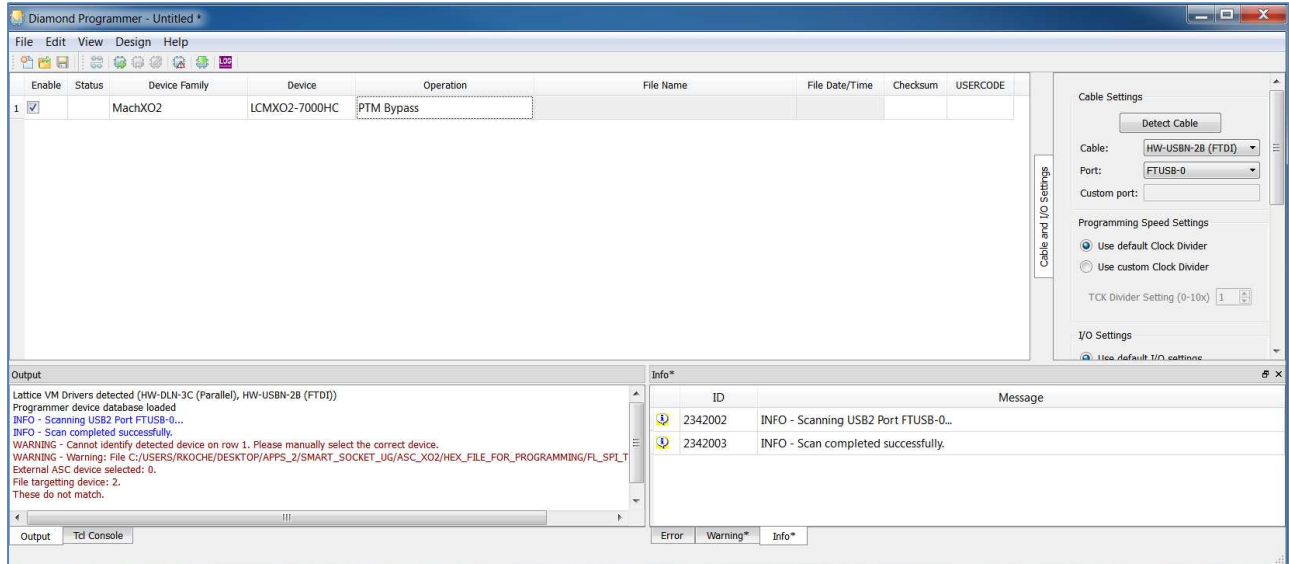 Diamond Programmer - Untitled *
File Edit View Design Help
LOG
Enable Status Device Family Device Operation File Name File Date/Time Checksum USERCODE
1 MachXO2 LCMXO2-7000HC PTM Bypass
Cable and I/O Settings
Cable Settings
Detect Cable
Cable: HW-USBN-2B (FTDI)
Port: FTUSB-0
Custom port:
Programming Speed Settings
Use default Clock Divider
Use custom Clock Divider
TCK Divider Setting (0-10x) 1
I/O Settings
Use default I/O settings
Output
Lattice VM Drivers detected (HW-DLN-3C (Parallel), HW-USBN-2B (FTDI))
Programmer device database loaded
INFO - Scanning USB2 Port FTUSB-0...
INFO - Scan completed successfully.
WARNING - Cannot identify detected device on row 1. Please manually select the correct device.
WARNING - Warning: File C:/USERS/RKOCHE/DESKTOP/APPS_2/SMART_SOCKET_UG/ASC_XO2/HEX_FILE_FOR_PROGRAMMING/FL_SPI_T
External ASC device selected: 0.
File targetting device: 2.
These do not match.
Output Tcl Console
Info*
ID Message
2342002 INFO - Scanning USB2 Port FTUSB-0...
2342003 INFO - Scan completed successfully.
Error Warning* Info*